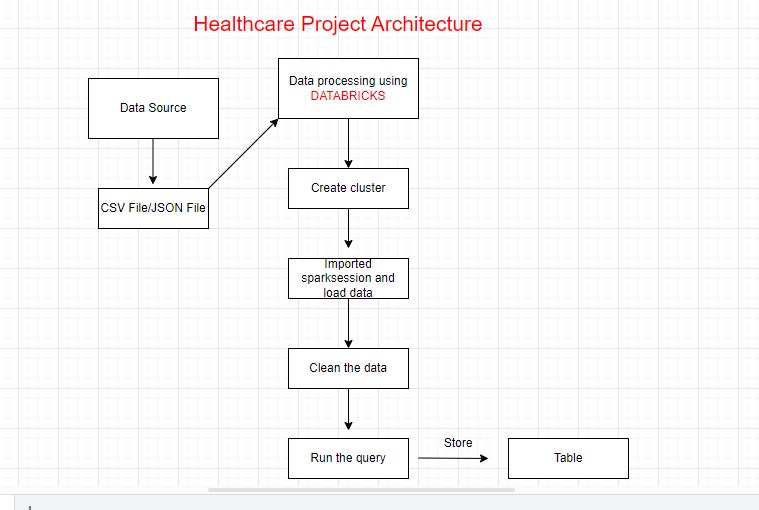 Healthcare Project Architecture
Data Source
CSV File/JSON File
Data processing using
DATABRICKS
Create cluster
Imported
sparksession and
load data
Clean the data
Run the query
Store
Table